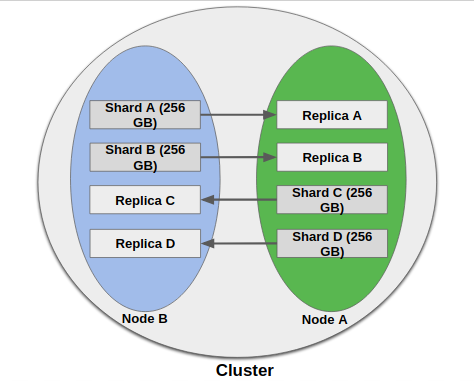 Shard A (256
GB)
Replica A
Shard B (256
GB)
Replica B
Replica C
Shard C (256
GB)
Replica D
Shard D (256
GB)
Node B
Node A
Cluster